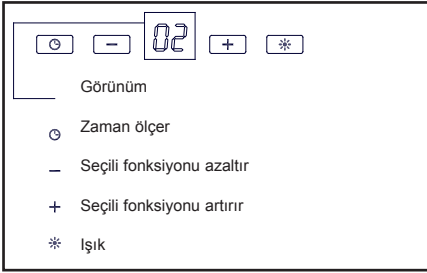 02
Görünüm
Zaman ölçer
– Seçili fonksiyonu azaltır
+ Seçili fonksiyonu artırır
Işık